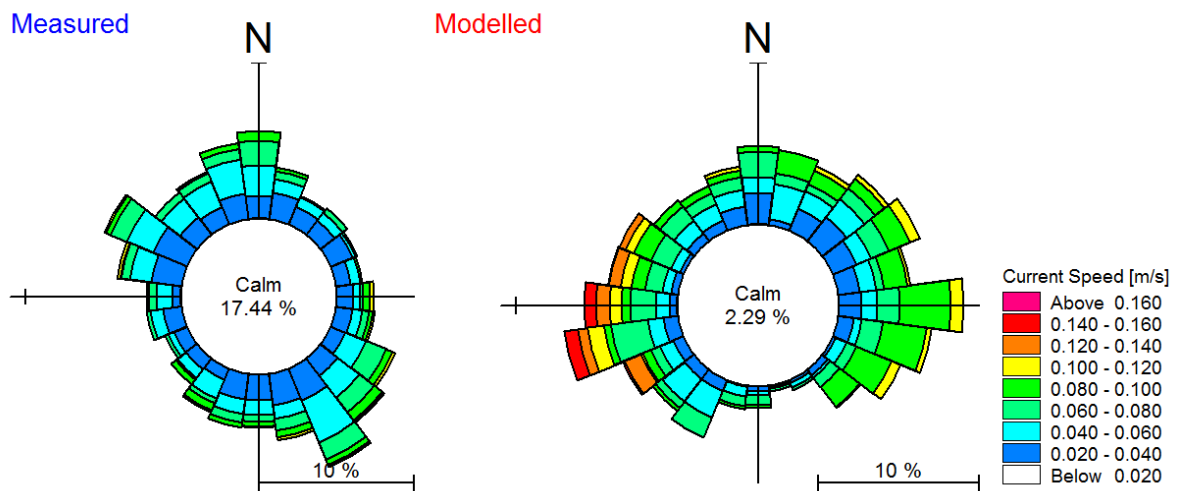 Measured
N
Calm
17.44 %
10 %
Modelled
N
Calm
2.29 %
10 %
Current Speed [m/s]
Above 0.160
0.140 - 0.160
0.120 - 0.140
0.100 - 0.120
0.080 - 0.100
0.060 - 0.080
0.040 - 0.060
0.020 - 0.040
Below 0.020